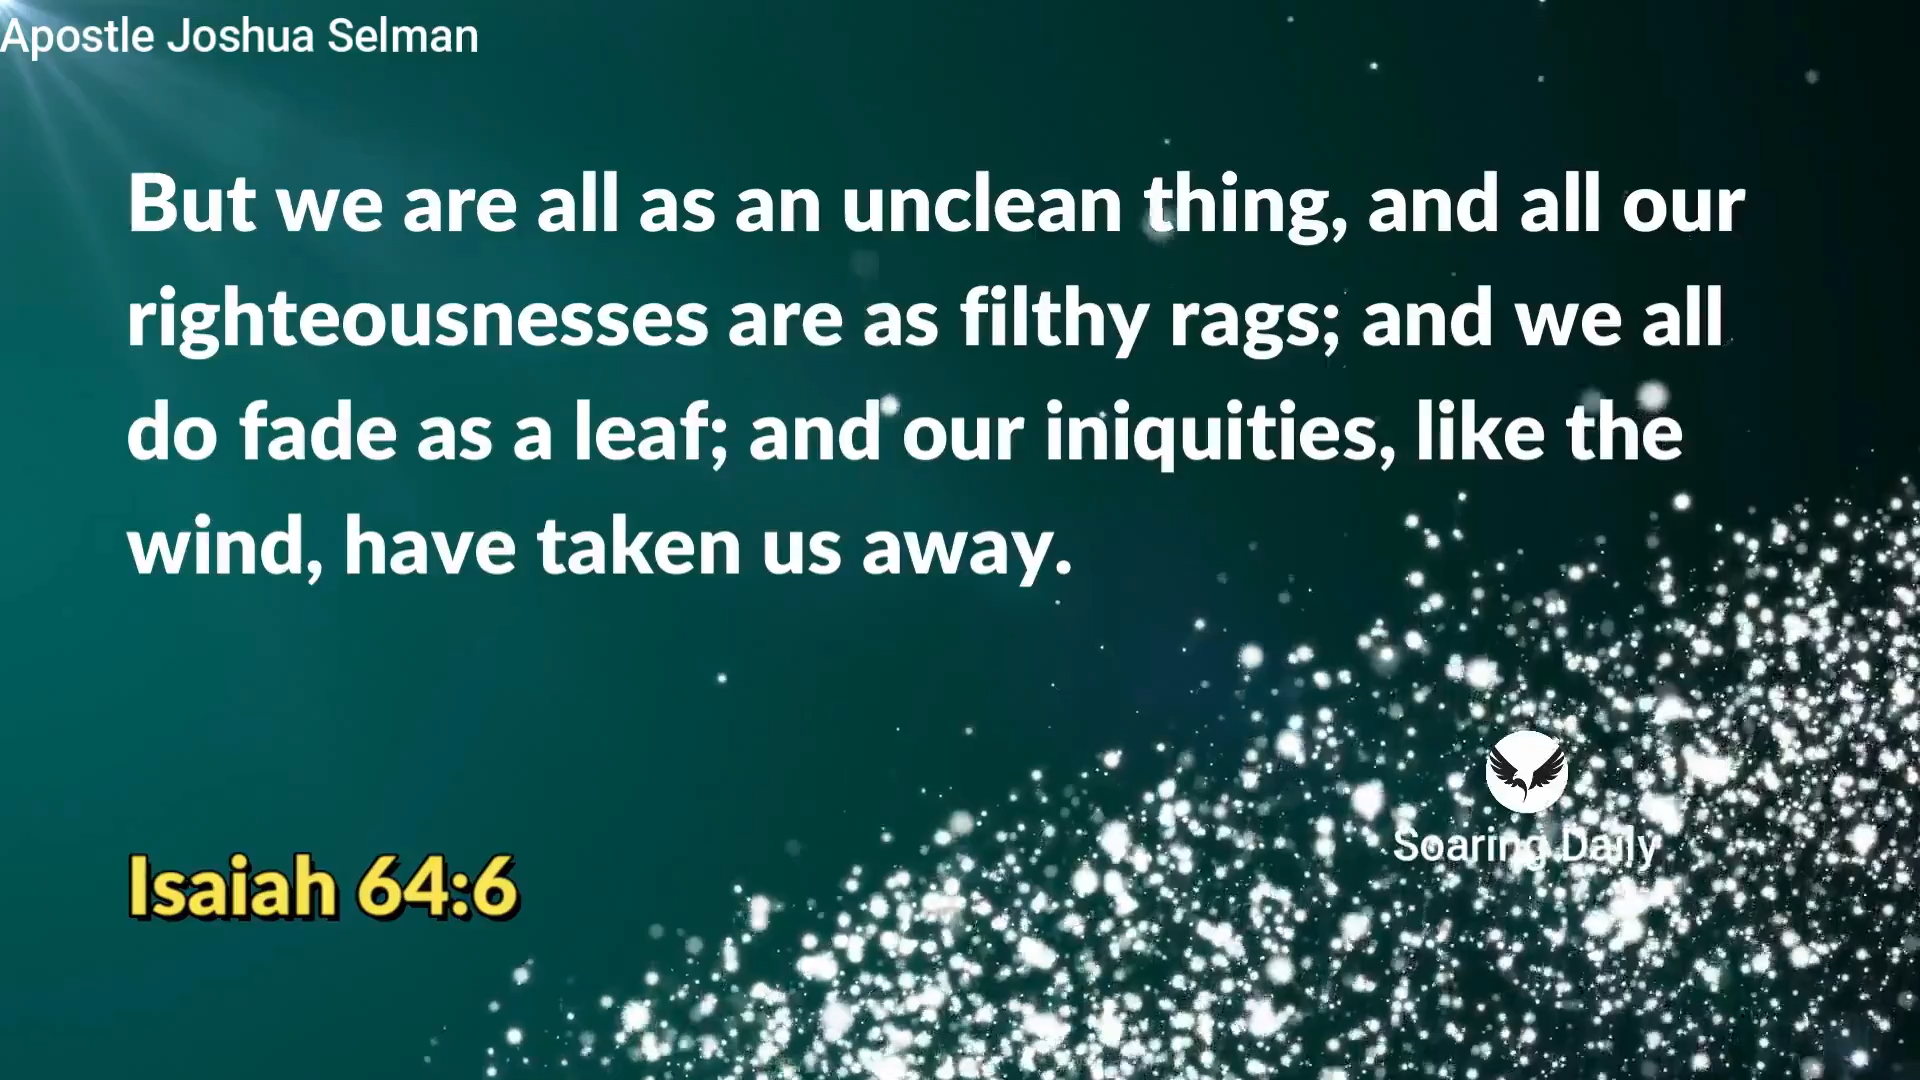 Apostle Joshua Selman
But we are all as an unclean thing, and all our
righteousnesses are as filthy rags; and we all
do fade as a leaf; and our iniquities, like the
wind, have taken us away.
Soaring Daily
Isaiah 64:6